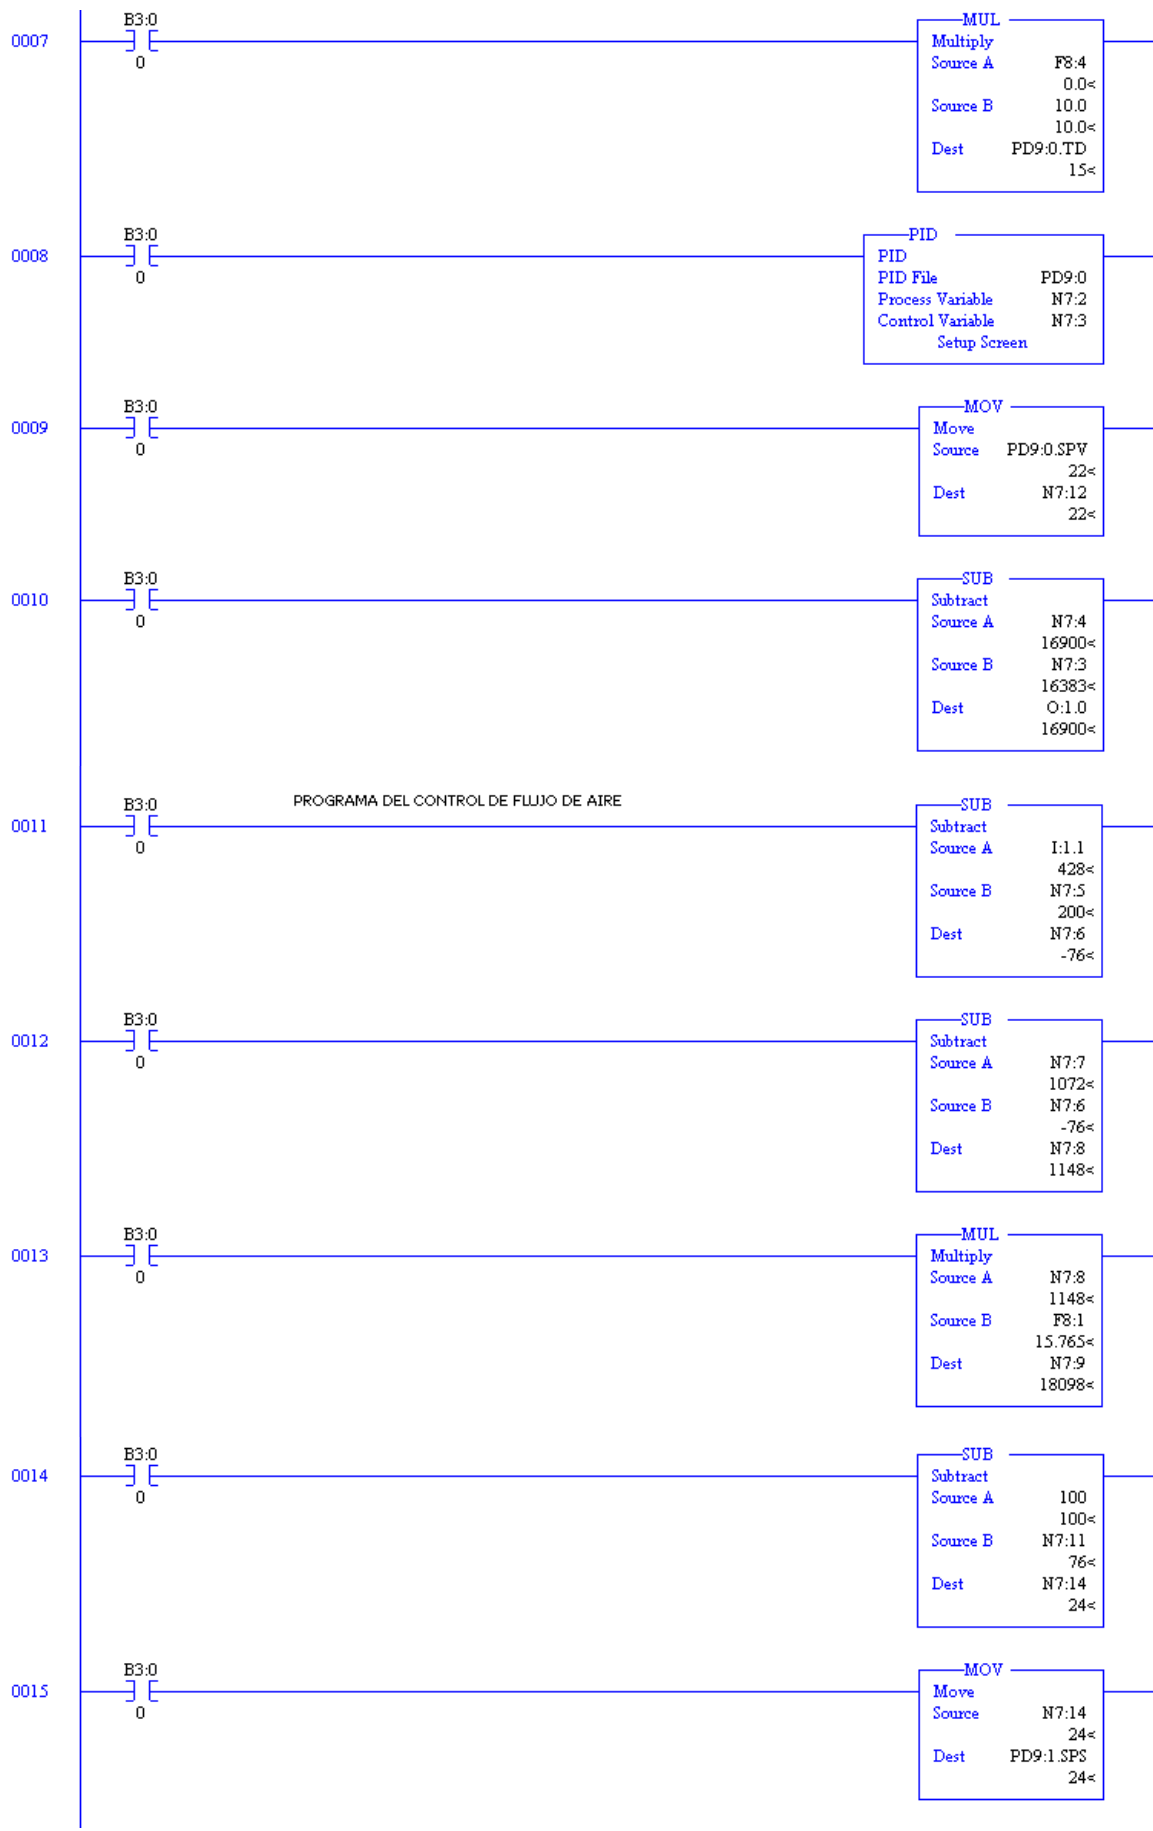 B3:0
MUL
0007
Multiply
0
Source A F8:4
0.0<
Source B 10.0
10.0<
Dest PD9:0.TD
15<
B3:0
PID
0008
PID
0
PID File PD9:0
Process Variable N7:2
Control Variable N7:3
Setup Screen
B3:0
MOV
0009
Move
0
Source PD9:0.SPV
22<
Dest N7:12
22<
B3:0
SUB
0010
Subtract
0
Source A N7:4
16900<
Source B N7:3
16383<
Dest O:1.0
16900<
PROGRAMA DEL CONTROL DE FLUJO DE AIRE
B3:0
SUB
0011
Subtract
0
Source A I:1.1
428<
Source B N7:5
200<
Dest N7:6
-76<
B3:0
SUB
0012
Subtract
0
Source A N7:7
1072<
Source B N7:6
-76<
Dest N7:8
1148<
B3:0
MUL
0013
Multiply
0
Source A N7:8
1148<
Source B F8:1
15.765<
Dest N7:9
18098<
B3:0
SUB
0014
Subtract
0
Source A 100
100<
Source B N7:11
76<
Dest N7:14
24<
B3:0
MOV
0015
Move
0
Source N7:14
24<
Dest PD9:1.SPS
24<